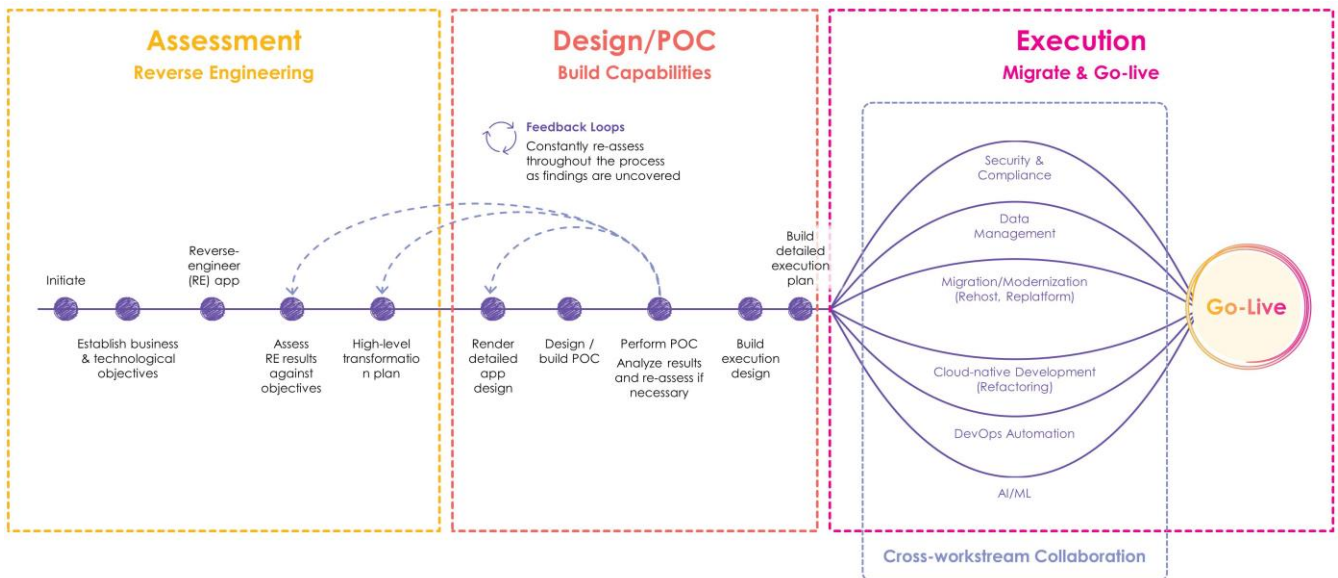 Assessment
Reverse Engineering
Design/POC
Build Capabilities
Execution
Migrate & Go-live
Feedback Loops
Constantly re-assess
throughout the process
as findings are uncovered
Initiate
Establish business
& technological
objectives
Reverse-
engineer
(RE) app
Assess
RE results
against
objectives
High-level
transformatio
n plan
Render
detailed
app
design
Design /
build POC
Perform POC
Analyze results
and re-assess if
necessary
Build
execution
design
Build
detailed
execution
plan
Security &
Compliance
Data
Management
Migration/Modernization
(Rehost, Replatform)
Cloud-native Development
(Refactoring)
DevOps Automation
AI/ML
Go-Live
Cross-workstream Collaboration